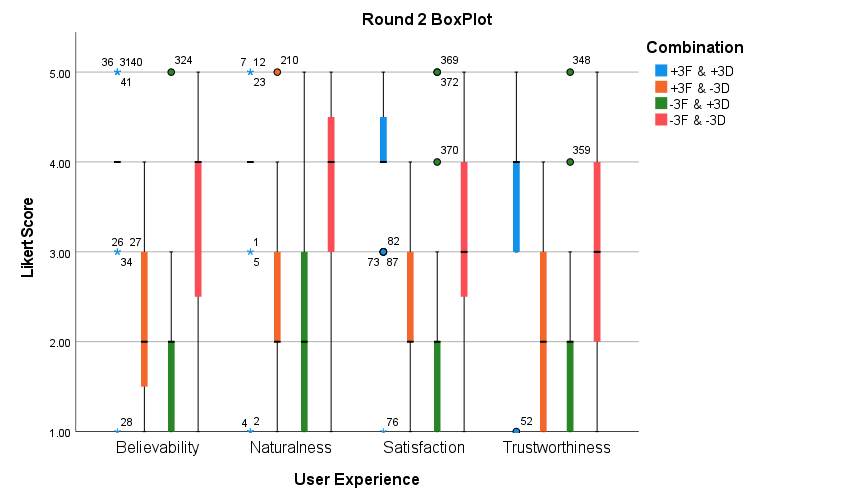 Round 2 BoxPlot
Combination
+3F & +3D
+3F & -3D
-3F & +3D
-3F & -3D
Likert Score
5.00
4.00
3.00
2.00
1.00
36 3140
41
324
7 12
23
210
369
372
348
370
359
26 27
34
1
5
82
73 87
28
4 2
76
52
Believability
Naturalness
Satisfaction
Trustworthiness
User Experience